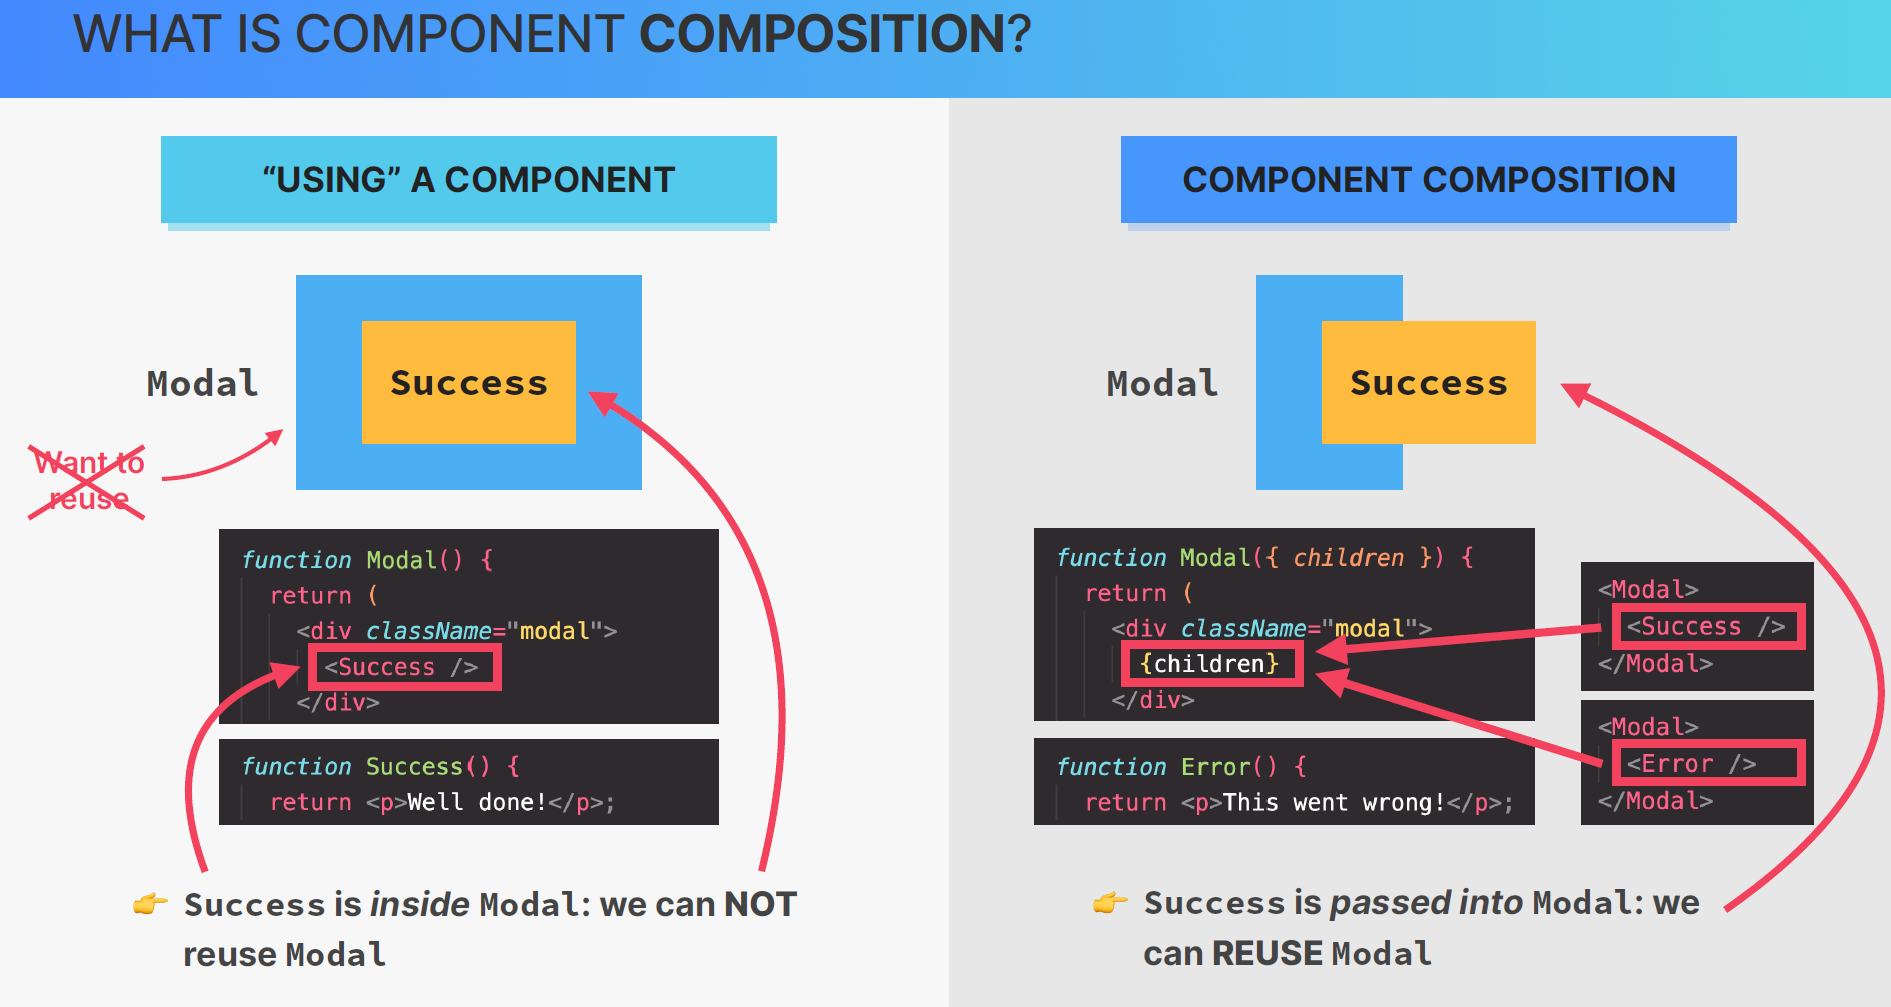 WHAT IS COMPONENT COMPOSITION?
“USING” A COMPONENT
Modal
Success
Want to
reuse
function Modal() {
return (
<div className="modal">
<Success />
</div>
function Success() {
return <p>Well done!</p>;
👉 Success is inside Modal: we can NOT
reuse Modal
COMPONENT COMPOSITION
Modal
Success
function Modal({ children }) {
return (
<div className="modal">
{children}
</div>
<Modal>
<Success />
</Modal>
function Error() {
return <p>This went wrong!</p>;
<Modal>
<Error />
</Modal>
👉 Success is passed into Modal: we
can REUSE Modal